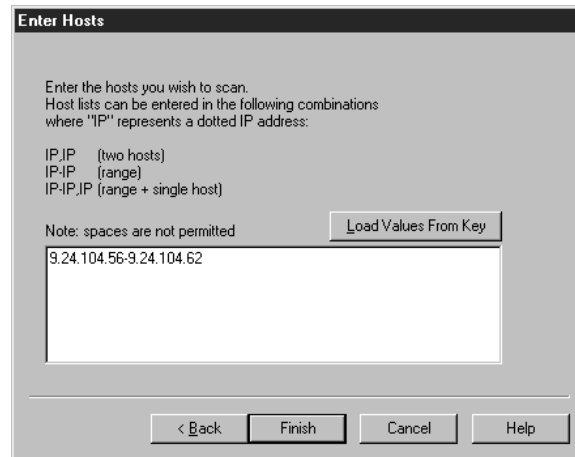 Enter Hosts
Enter the hosts you wish to scan.
Host lists can be entered in the following combinations
where "IP" represents a dotted IP address:
IP,IP (two hosts)
IP-IP (range)
IP-IP,IP (range + single host)
Note: spaces are not permitted
Load Values From Key
9.24.104.56-9.24.104.62
< Back Finish Cancel Help